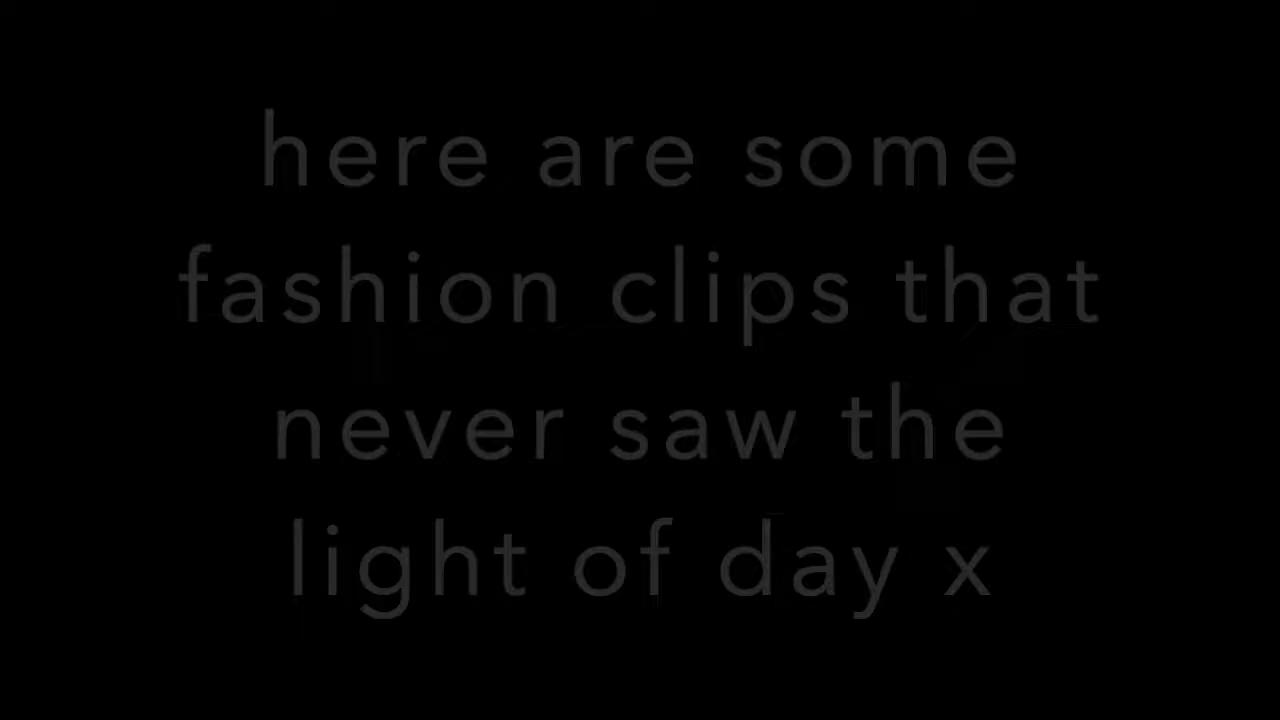 here are some
fashion clips that
never saw the
light of day x